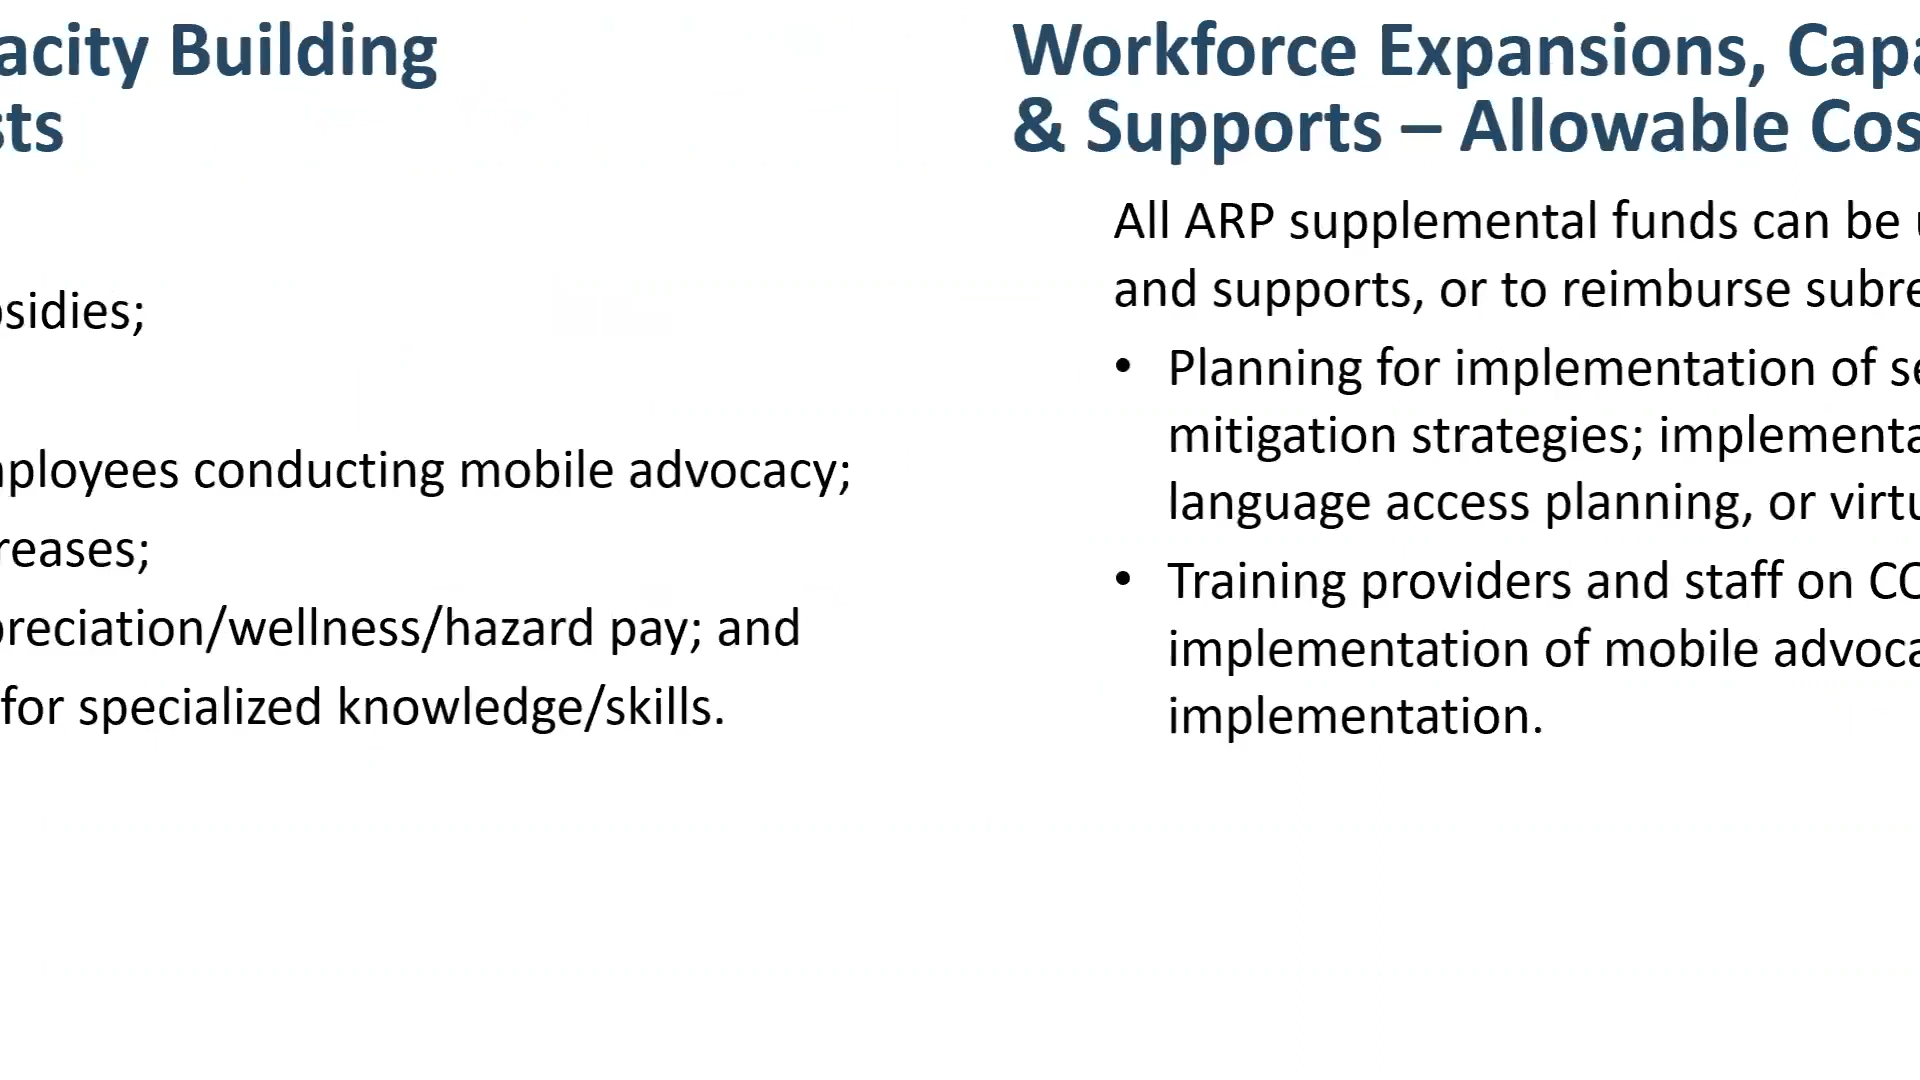 acity Building
sts
sidies;
ployees conducting mobile advocacy;
reases;
preciation/wellness/hazard pay; and
for specialized knowledge/skills.
Workforce Expansions, Capa
& Supports – Allowable Cos
All ARP supplemental funds can be
and supports, or to reimburse subre
• Planning for implementation of se
mitigation strategies; implementa
language access planning, or virtu
• Training providers and staff on CO
implementation of mobile advoca
implementation.